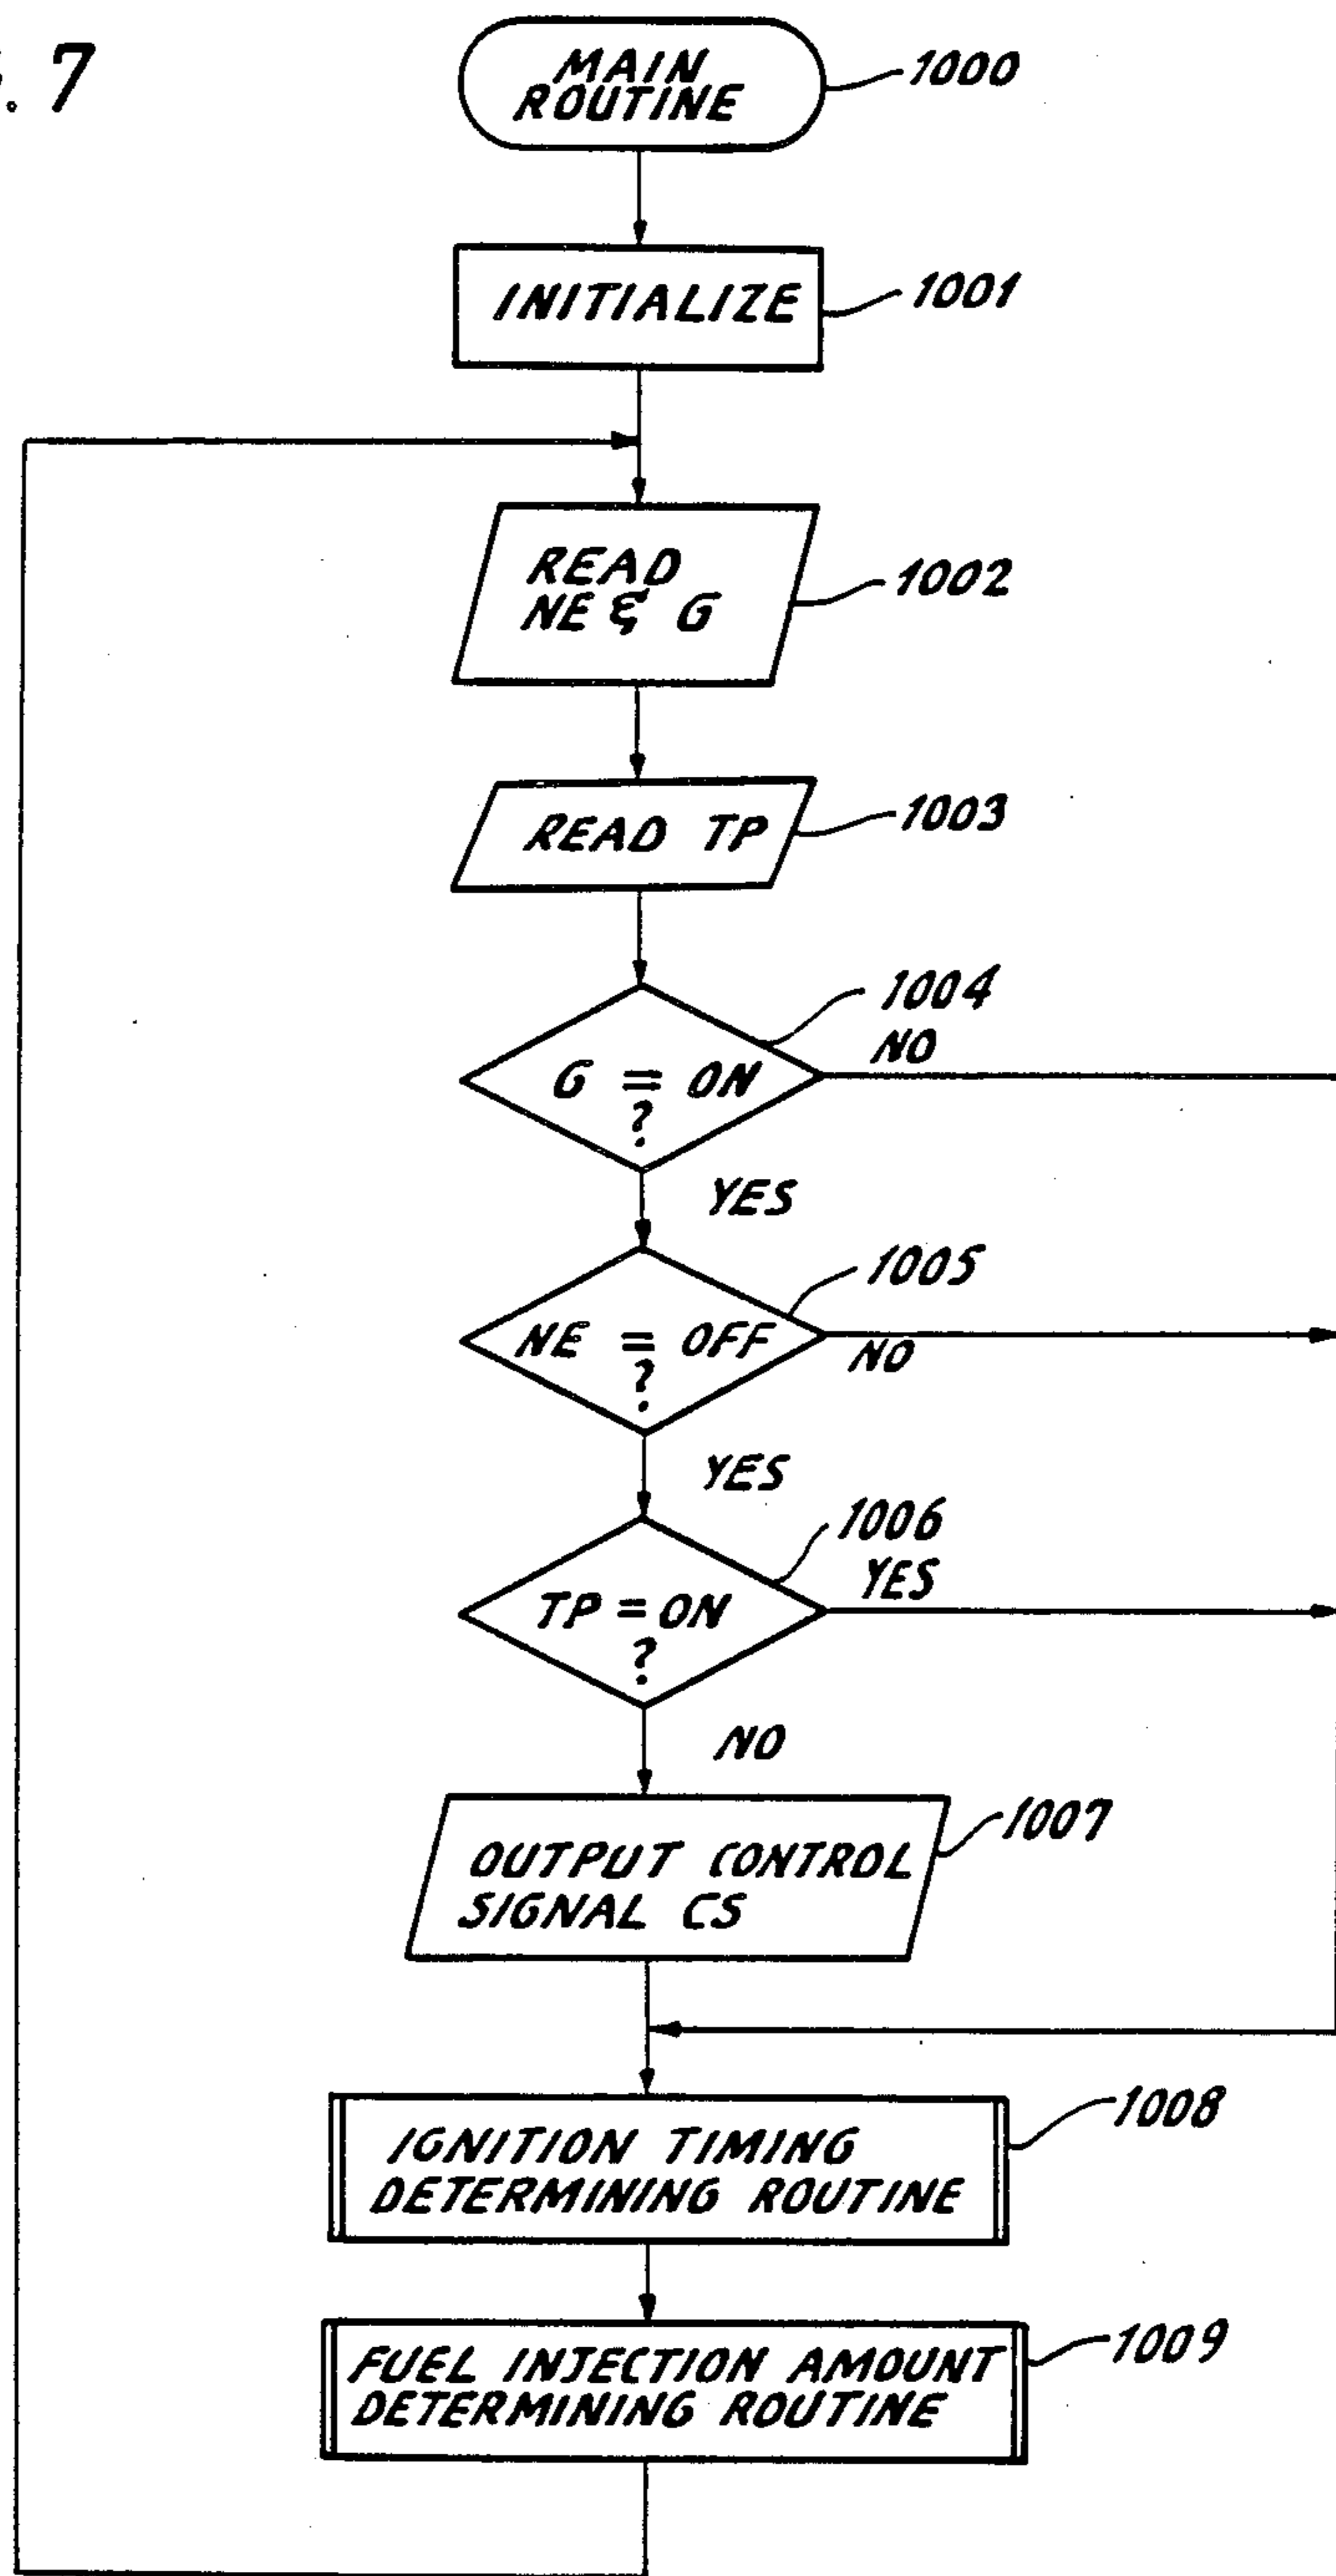 . 7
MAIN
ROUTINE
1000
INITIALIZE
1001
READ
NE & G
1002
READ TP
1003
1004
G = ON
?
NO
YES
1005
NE = OFF
?
NO
YES
1006
TP = ON
?
YES
NO
OUTPUT CONTROL
SIGNAL CS
1007
IGNITION TIMING
DETERMINING ROUTINE
1008
FUEL INJECTION AMOUNT
DETERMINING ROUTINE
1009